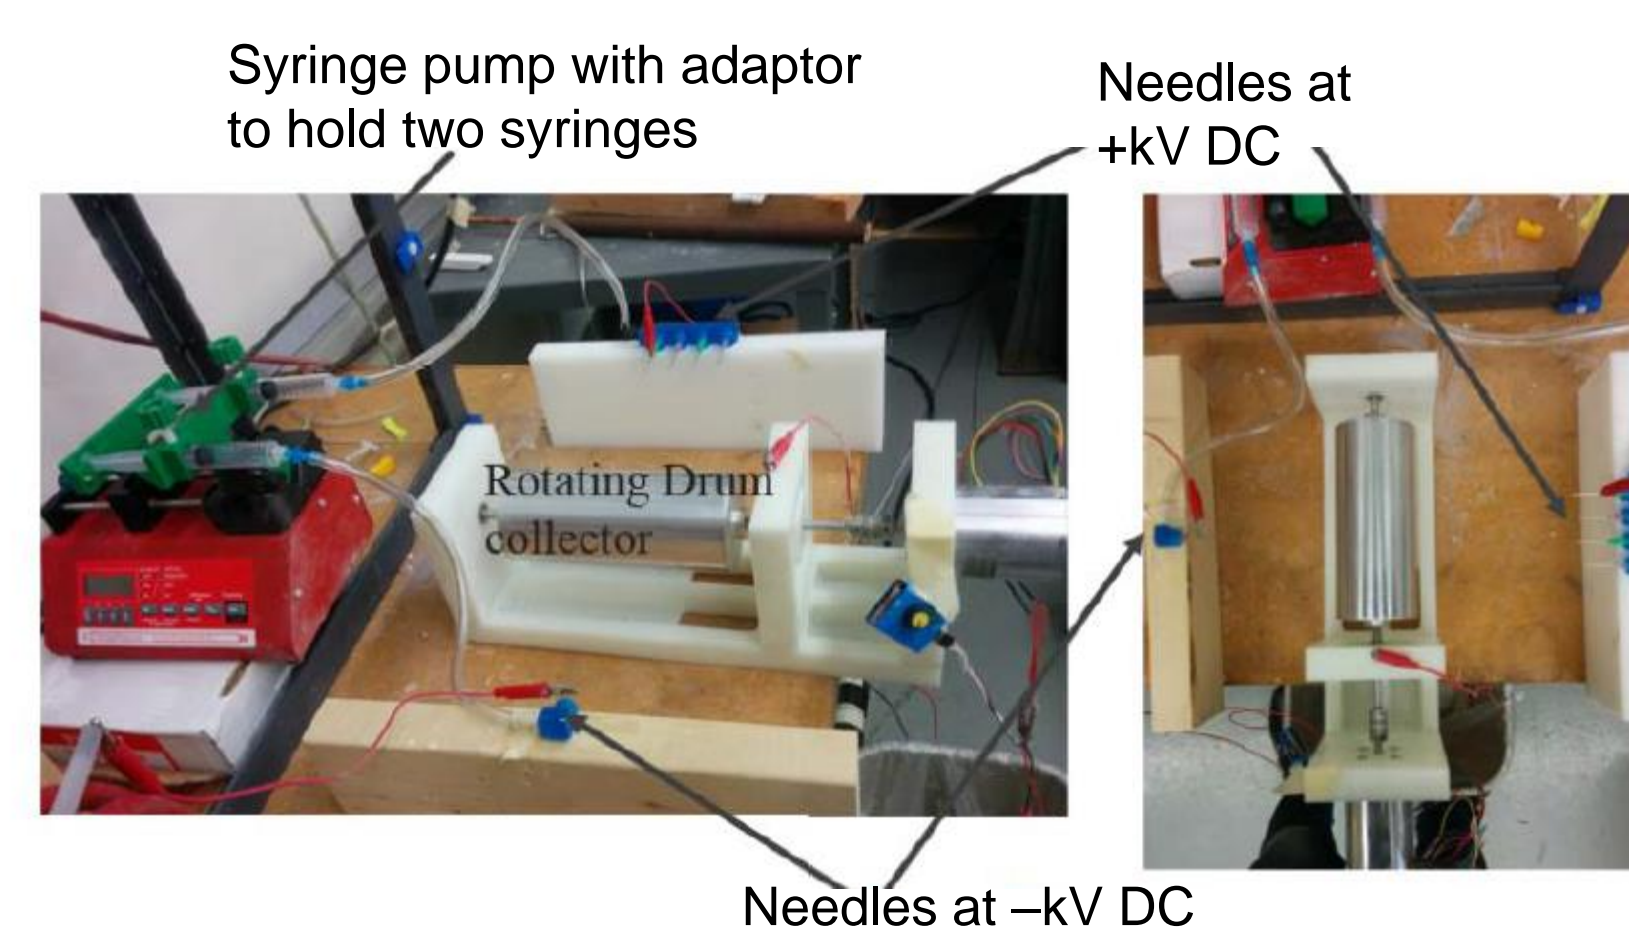 Syringe pump with adaptor
to hold two syringes
Needles at
+kV DC
Rotating Drum
collector
Needles at –kV DC